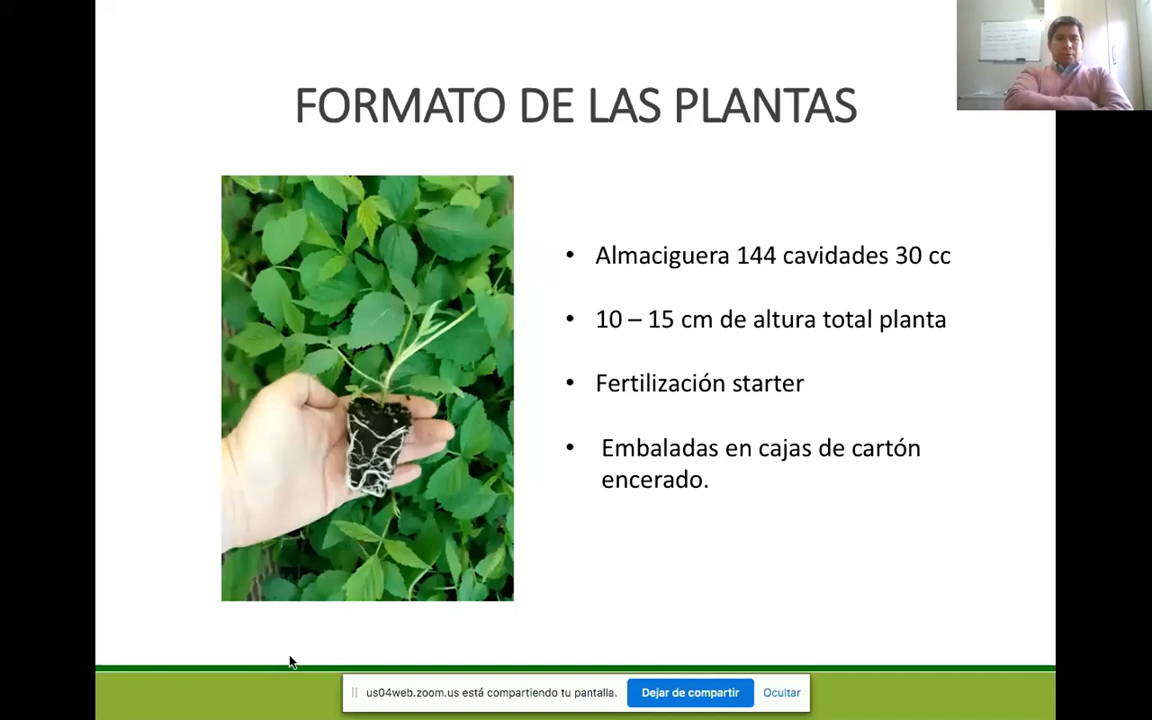 FORMATO DE LAS PLANTAS
• Almaciguera 144 cavidades 30 cc
• 10 – 15 cm de altura total planta
• Fertilización starter
• Embaladas en cajas de cartón
encerado.
us04web.zoom.us está compartiendo tu pantalla.
Dejar de compartir
Ocultar